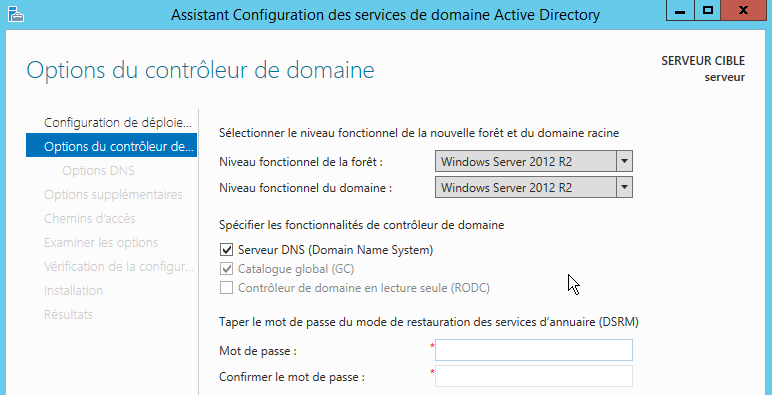 Assistant Configuration des services de domaine Active Directory
Options du contrôleur de domaine
SERVEUR CIBLE
serveur
Configuration de déploie...
Options du contrôleur de...
Options DNS
Options supplémentaires
Chemins d'accès
Examiner les options
Vérification de la configur...
Installation
Résultats
Sélectionner le niveau fonctionnel de la nouvelle forêt et du domaine racine
Niveau fonctionnel de la forêt : Windows Server 2012 R2
Niveau fonctionnel du domaine : Windows Server 2012 R2
Spécifier les fonctionnalités de contrôleur de domaine
Serveur DNS (Domain Name System)
Catalogue global (GC)
Contrôleur de domaine en lecture seule (RODC)
Taper le mot de passe du mode de restauration des services d'annuaire (DSRM)
Mot de passe : *
Confirmer le mot de passe : *